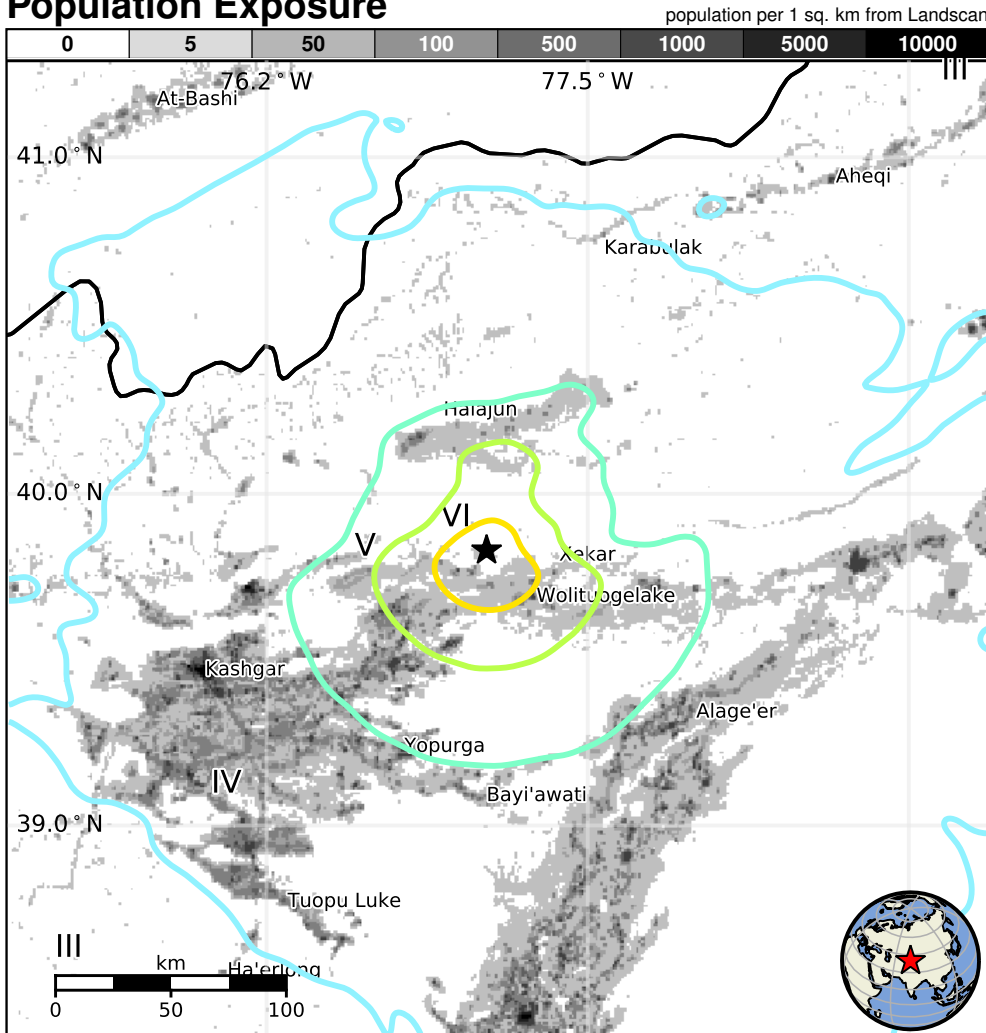 Population Exposure
population per 1 sq. km from Landscan
0 5 50 100 500 1000 5000 10000
III
76.2°W 77.5°W
At-Bashi
41.0°N
Aheqi
Karabulak
Halajun
40.0°N
VI
V
Xekar
Wolituogelake
Kashgar
Alage'er
Yopurga
IV
Bayi'awati
39.0°N
Tuopu Luke
III
km
Ha'erlong
0 50 100